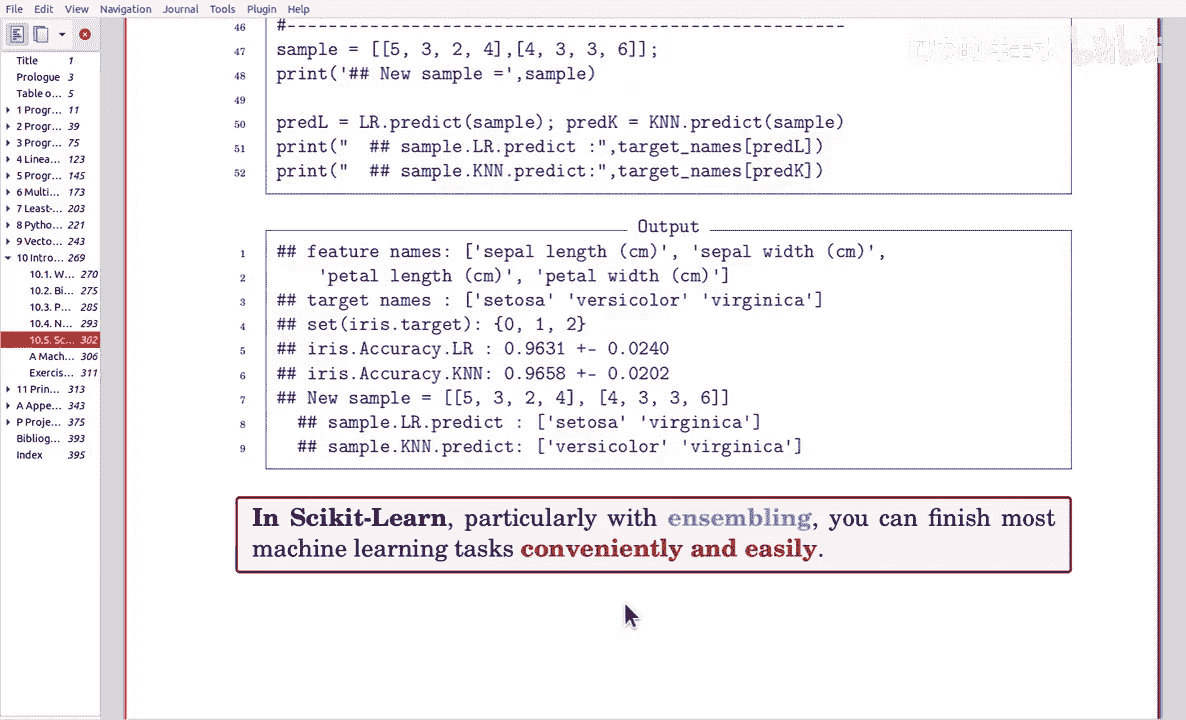 File Edit View Navigation Journal Tools Plugin Help
Title 1
Prologue 3
Table o... 5
1 Progr... 11
2 Progr... 39
3 Progr... 75
4 Linea... 123
5 Progr... 145
6 Multi... 173
7 Least-... 203
8 Pytho... 221
9 Vecto... 243
10 Intro... 269
10.1. W... 270
10.2. Bi... 275
10.3. P... 285
10.4. N... 293
10.5. Sc... 302
A Mach... 306
Exercis... 311
11 Prin... 313
A Appe... 343
P Proje... 375
Bibliog... 393
Index 395
46 #-------------------------------------------------------
47 sample = [[5, 3, 2, 4],[4, 3, 3, 6]];
48 print('## New sample =',sample)
49
50 predL = LR.predict(sample); predK = KNN.predict(sample)
51 print("  ## sample.LR.predict :",target_names[predL])
52 print("  ## sample.KNN.predict:",target_names[predK])
Output
1 ## feature names: ['sepal length (cm)', 'sepal width (cm)',
2 'petal length (cm)', 'petal width (cm)']
3 ## target names : ['setosa' 'versicolor' 'virginica']
4 ## set(iris.target): {0, 1, 2}
5 ## iris.Accuracy.LR : 0.9631 +- 0.0240
6 ## iris.Accuracy.KNN: 0.9658 +- 0.0202
7 ## New sample = [[5, 3, 2, 4], [4, 3, 3, 6]]
8 ## sample.LR.predict : ['setosa' 'virginica']
9 ## sample.KNN.predict: ['versicolor' 'virginica']
In Scikit-Learn, particularly with ensembling, you can finish most
machine learning tasks conveniently and easily.